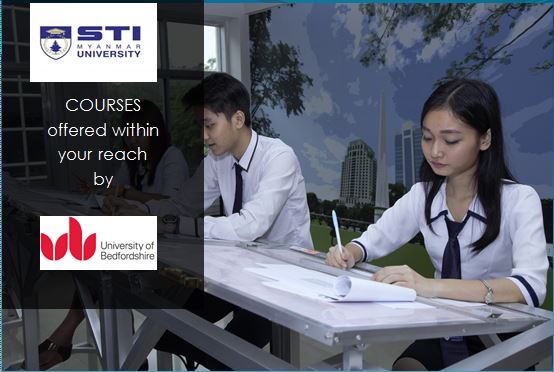 STI
MYANMAR
UNIVERSITY
COURSES
offered within
your reach
by
University of
Bedfordshire